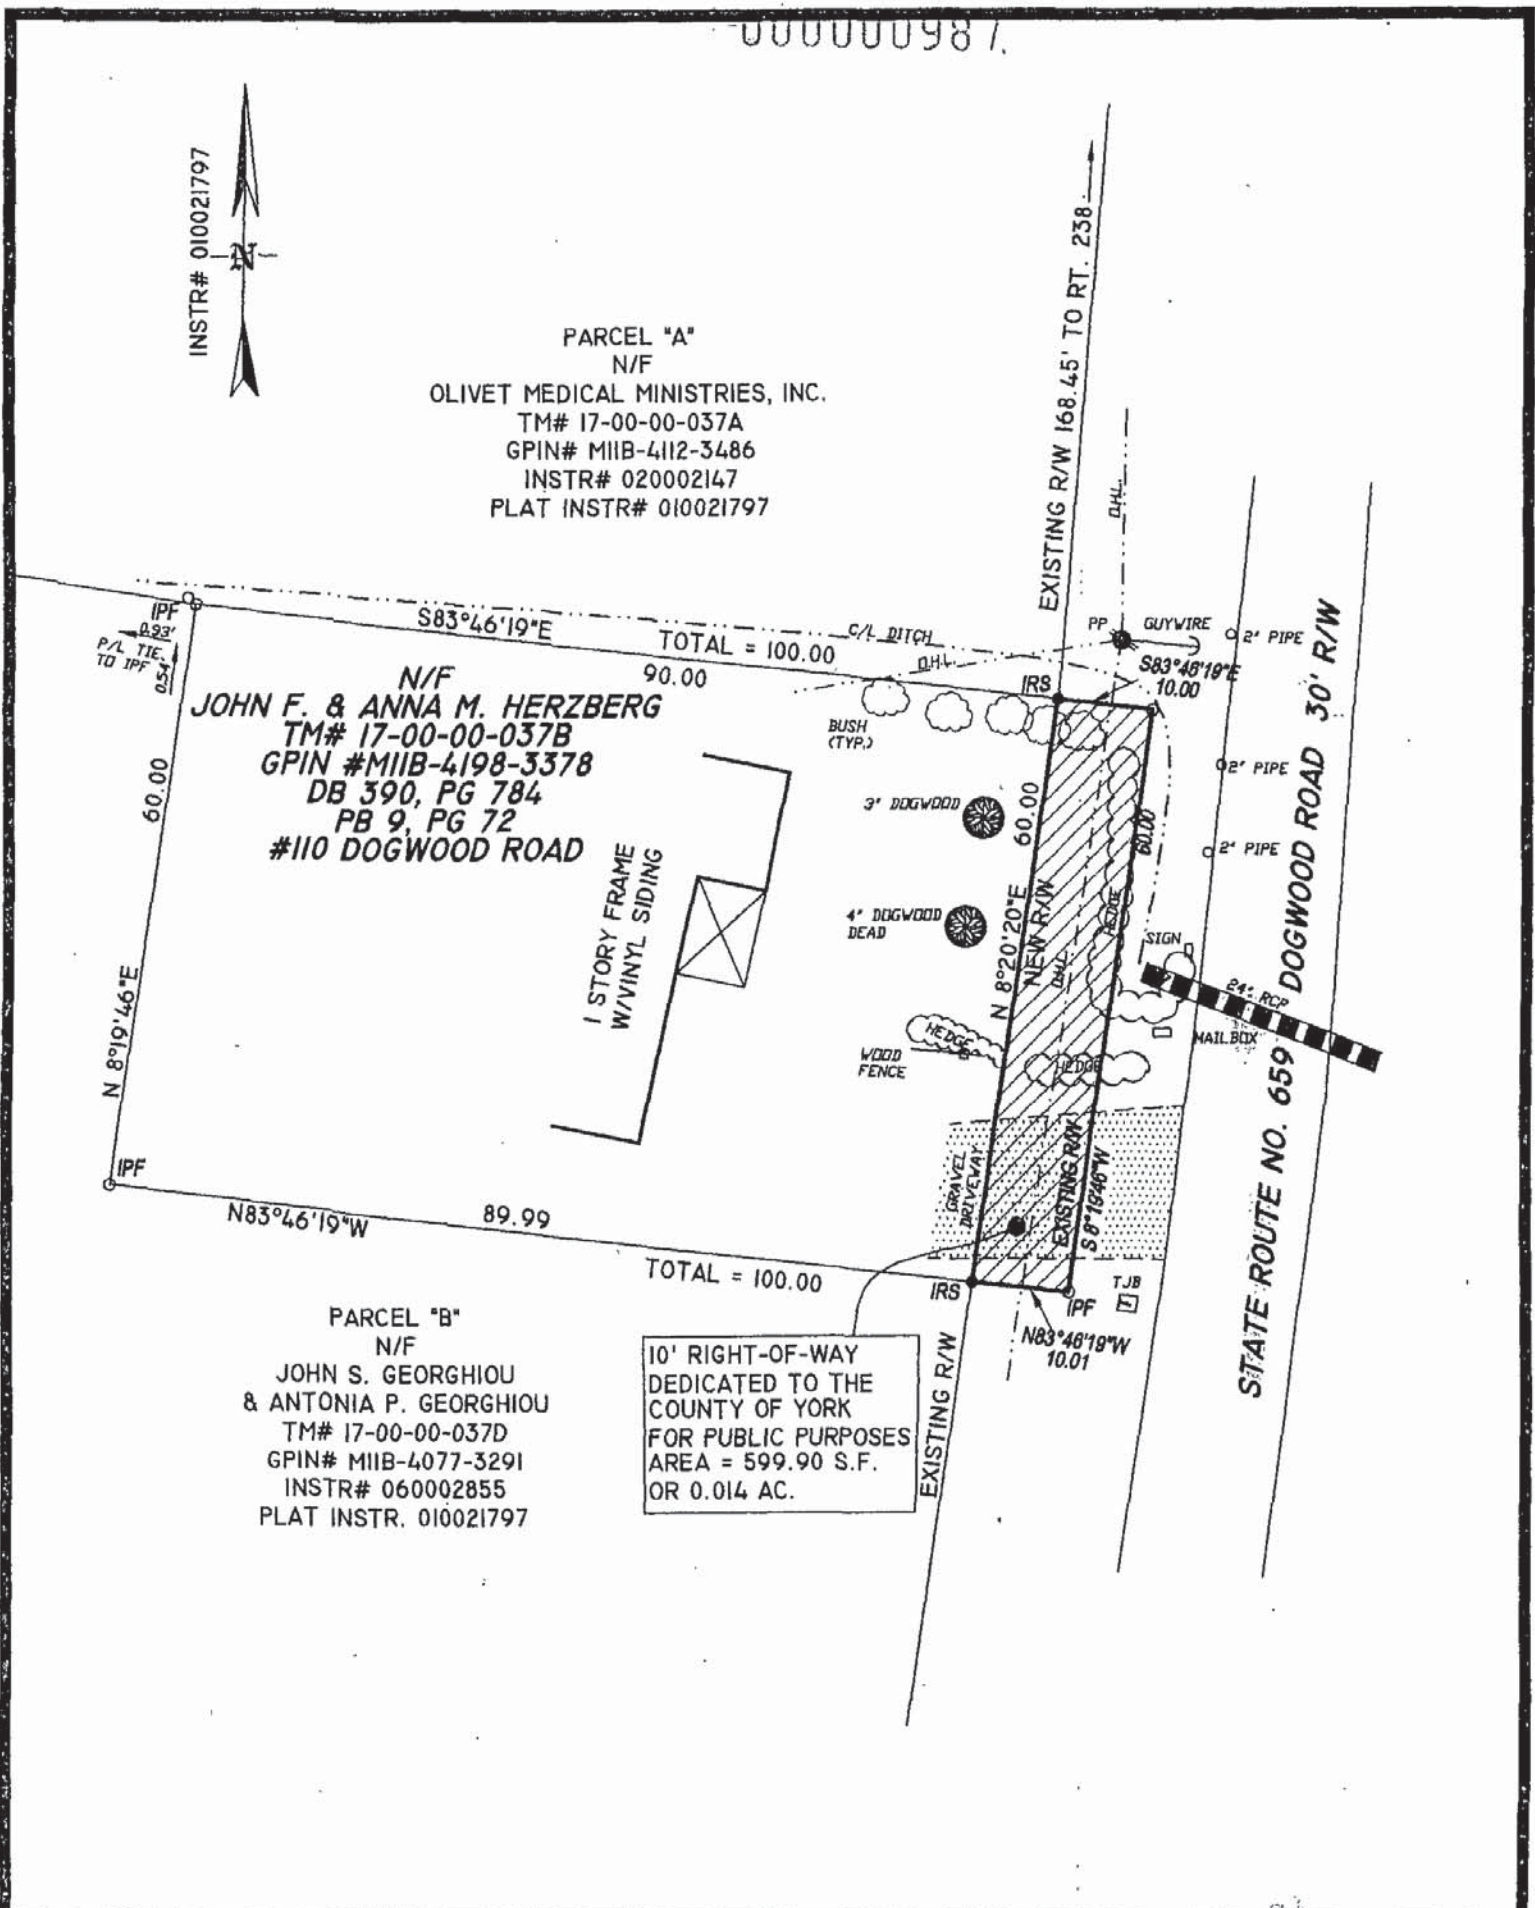 000000987
INSTR# 010021797
N
PARCEL "A"
N/F
OLIVET MEDICAL MINISTRIES, INC.
TM# 17-00-00-037A
GPIN# M11B-4112-3486
INSTR# 020002147
PLAT INSTR# 010021797
EXISTING R/W 168.45' TO RT. 238
O.H.L.
IPF
0.93'
P/L TIE
TO IPF
0.54'
S83°46'19"E
TOTAL = 100.00
90.00
C/L DITCH
O.H.L.
PP
GUYWIRE
2" PIPE
S83°46'19"E
10.00
IRS
N/F
JOHN F. & ANNA M. HERZBERG
TM# 17-00-00-037B
GPIN #M11B-4198-3378
DB 390, PG 784
PB 9, PG 72
#110 DOGWOOD ROAD
BUSH
(TYP.)
2" PIPE
3" DOGWOOD
60.00
60.00
60.00
2" PIPE
1 STORY FRAME
W/VINYL SIDING
4" DOGWOOD
DEAD
N 8°20'20"E
NEW R/W
O.H.L.
HEDGE
SIGN
24" RCP
MAILBOX
HEDGE
WOOD
FENCE
HEDGE
N 8°19'46"E
GRAVEL
DRIVEWAY
EXISTING R/W
S 8°19'46"W
STATE ROUTE NO. 659 DOGWOOD ROAD 30' R/W
IPF
N83°46'19"W
89.99
TOTAL = 100.00
IRS
IPF
TJB
N83°46'19"W
10.01
EXISTING R/W
PARCEL "B"
N/F
JOHN S. GEORGHIOU
& ANTONIA P. GEORGHIOU
TM# 17-00-00-037D
GPIN# M11B-4077-3291
INSTR# 060002855
PLAT INSTR. 010021797
10' RIGHT-OF-WAY
DEDICATED TO THE
COUNTY OF YORK
FOR PUBLIC PURPOSES
AREA = 599.90 S.F.
OR 0.014 AC.